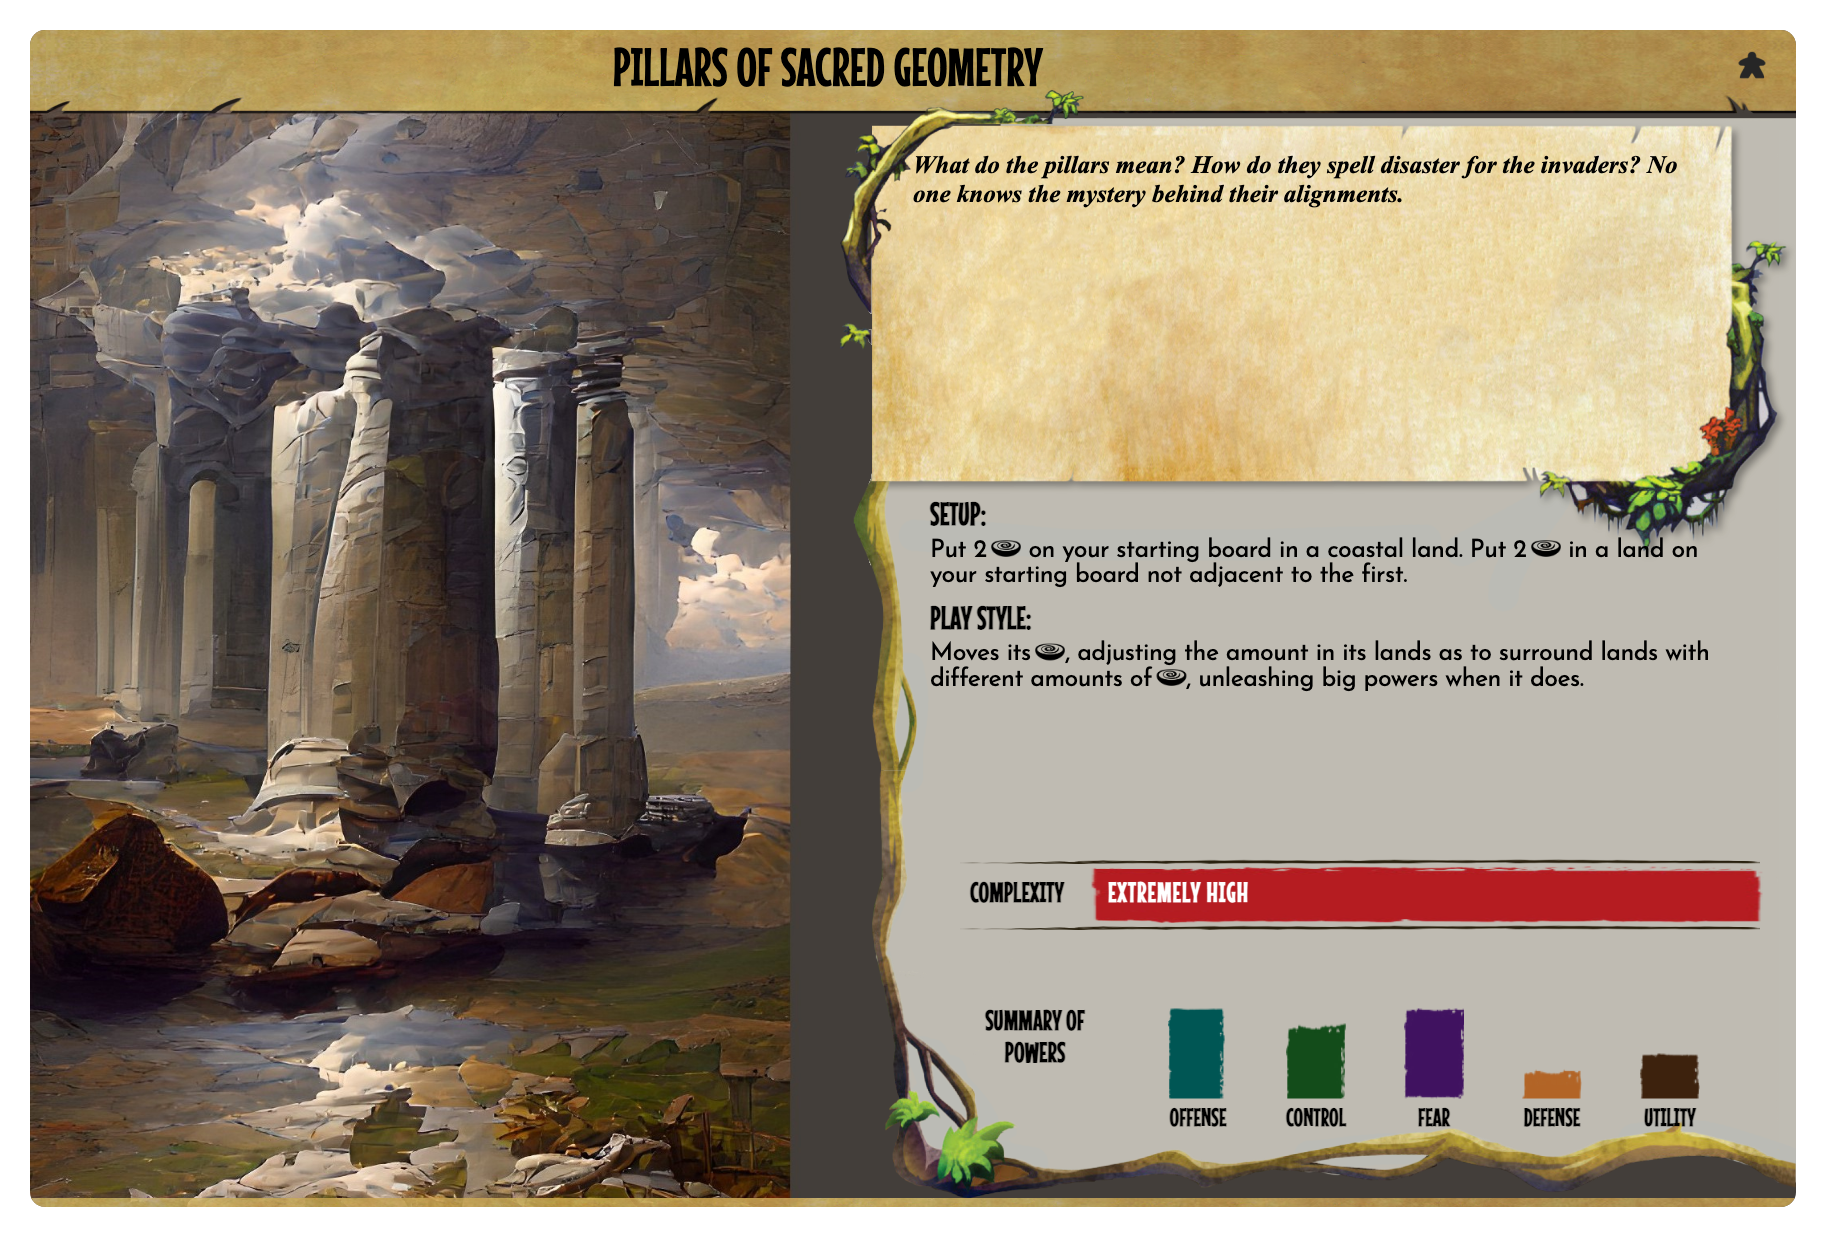 PILLARS OF SACRED GEOMETRY
What do the pillars mean? How do they spell disaster for the invaders? No
one knows the mystery behind their alignments.
SETUP:
Put 2 on your starting board in a coastal land. Put 2 in a land on
your starting board not adjacent to the first.
PLAY STYLE:
Moves its , adjusting the amount in its lands as to surround lands with
different amounts of , unleashing big powers when it does.
COMPLEXITY EXTREMELY HIGH
SUMMARY OF
POWERS
OFFENSE CONTROL FEAR DEFENSE UTILITY